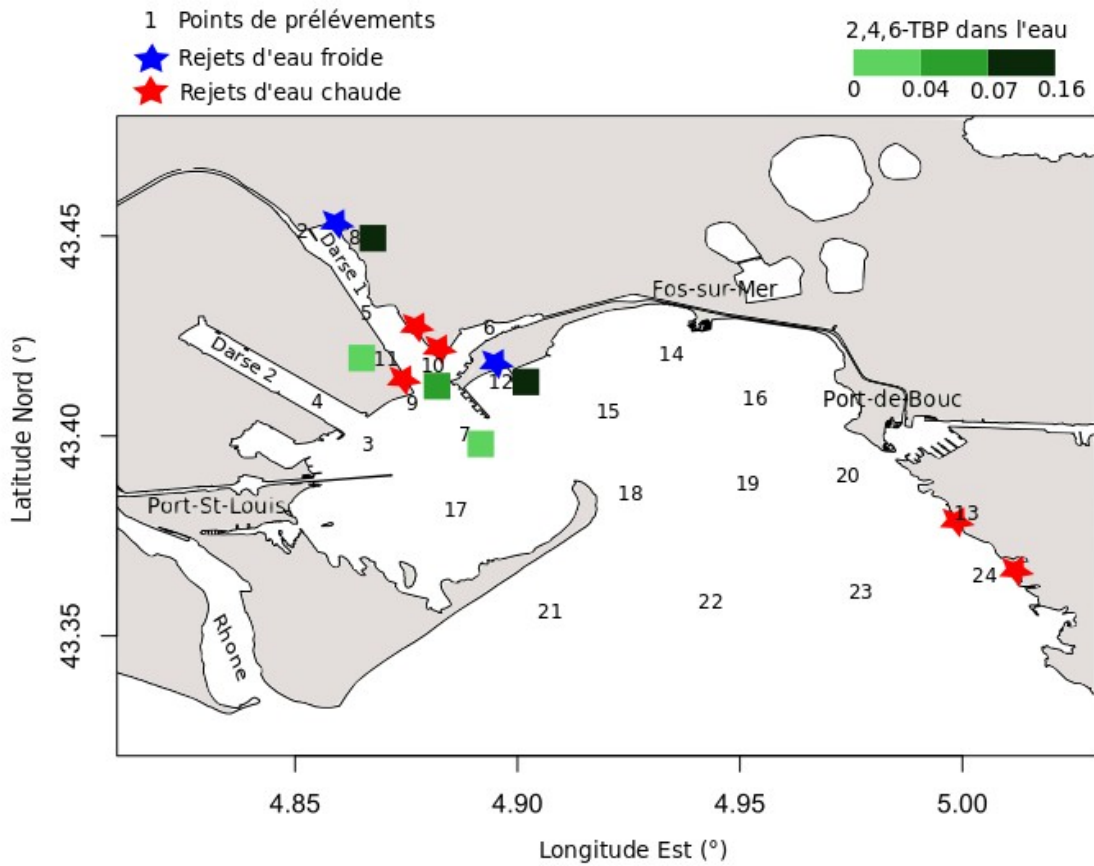 1 Points de prélévements
Rejets d'eau froide
Rejets d'eau chaude
2,4,6-TBP dans l'eau
0 0.04 0.07 0.16
Latitude Nord (°)
43.45
43.40
43.35
2
8
Darse 1
5
6
Fos-sur-Mer
Darse 2
11
10
12
14
4
9
15
16
Port-de-Bouc
3
7
20
Port-St-Louis
17
18
19
13
24
21
22
23
Rhone
4.85 4.90 4.95 5.00
Longitude Est (°)